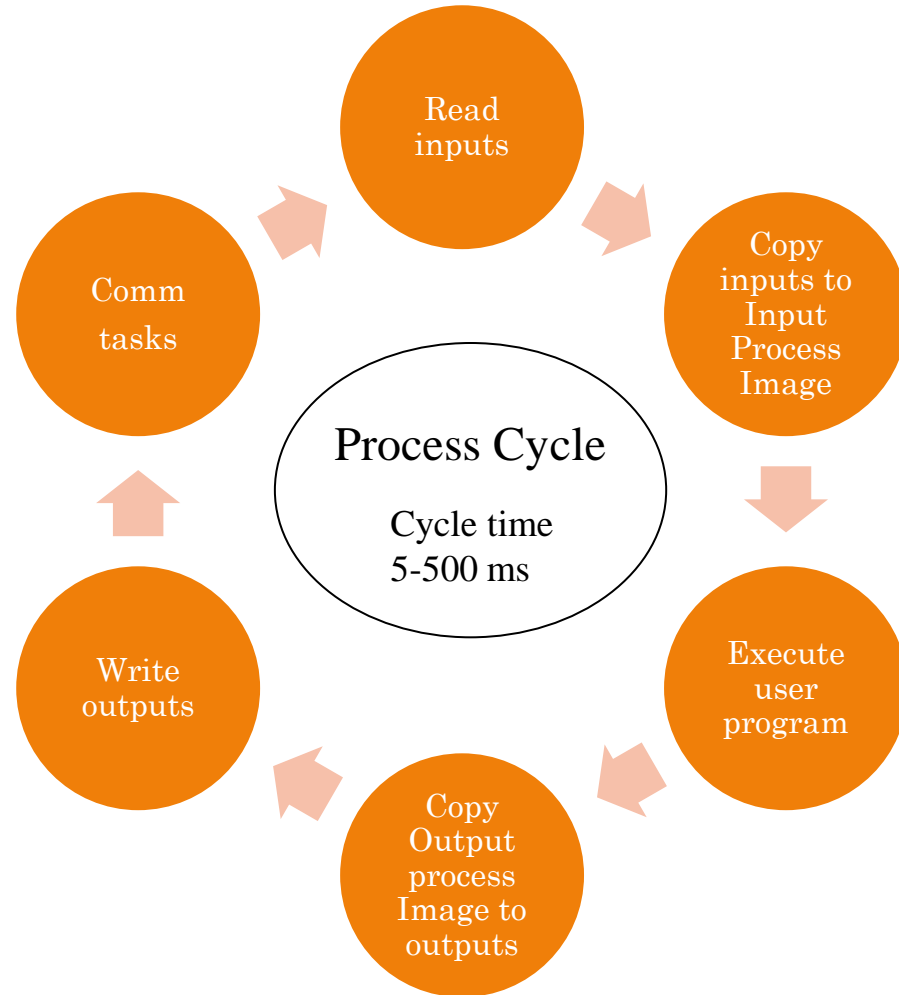 Read
inputs
Copy
inputs to
Input
Process
Image
Execute
user
program
Copy
Output
process
Image to
outputs
Write
outputs
Comm
tasks
Process Cycle
Cycle time
5-500 ms